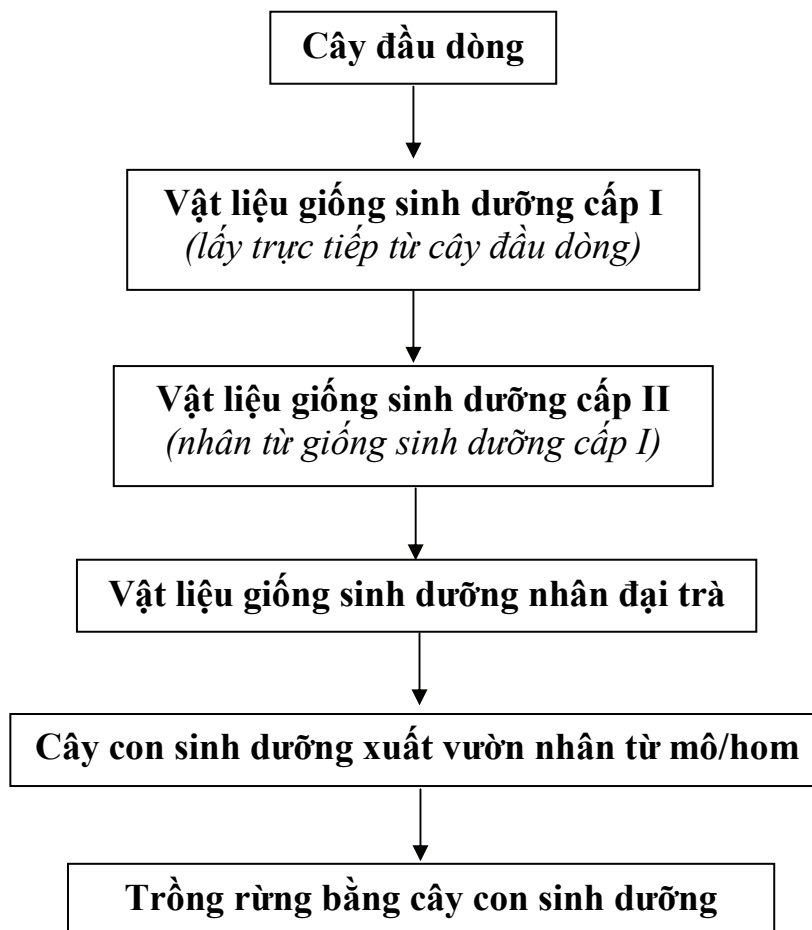 Cây đầu dòng
Vật liệu giống sinh dưỡng cấp I
(lấy trực tiếp từ cây đầu dòng)
Vật liệu giống sinh dưỡng cấp II
(nhân từ giống sinh dưỡng cấp I)
Vật liệu giống sinh dưỡng nhân đại trà
Cây con sinh dưỡng xuất vườn nhân từ mô/hom
Trồng rừng bằng cây con sinh dưỡng